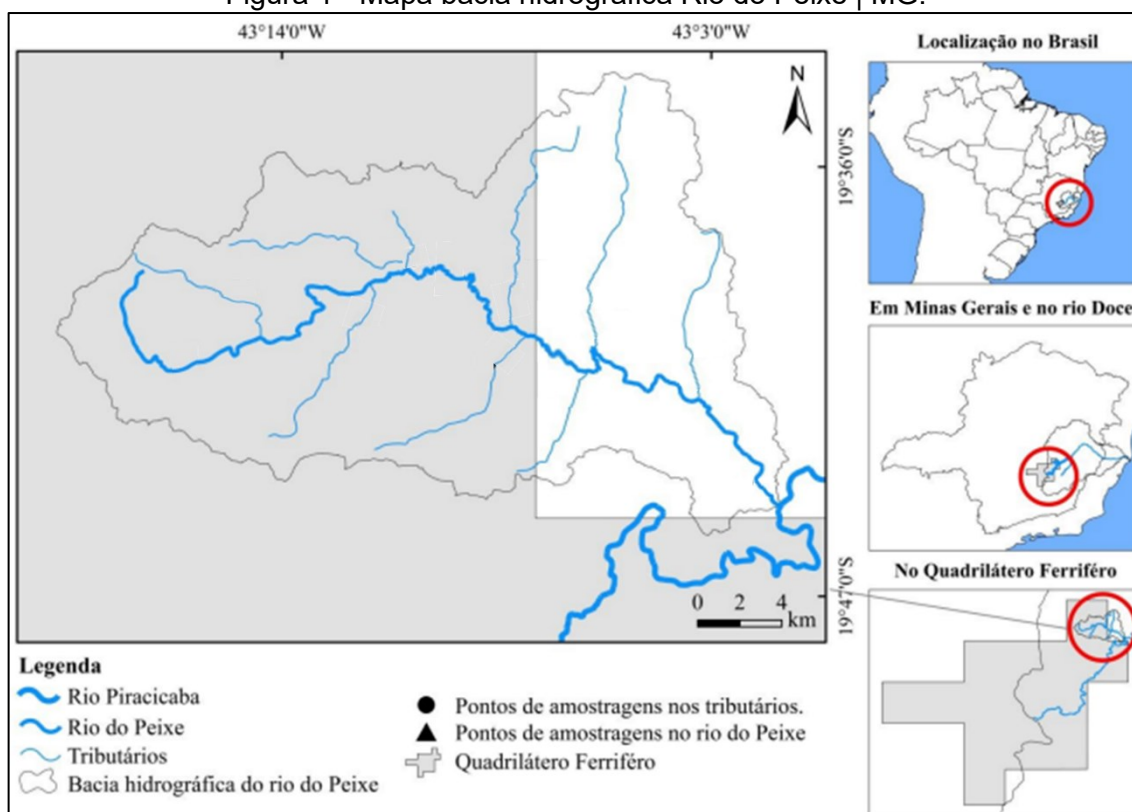 Figura 1 - Mapa bacia hidrográfica Rio do Peixe | MG.
43°14'0"W
43°3'0"W
N
19°36'0"S
19°47'0"S
0 2 4
km
Localização no Brasil
Em Minas Gerais e no rio Doce
No Quadrilátero Ferriféro
Legenda
Rio Piracicaba
Rio do Peixe
Tributários
Bacia hidrográfica do rio do Peixe
Pontos de amostragens nos tributários.
Pontos de amostragens no rio do Peixe
Quadrilátero Ferriféro